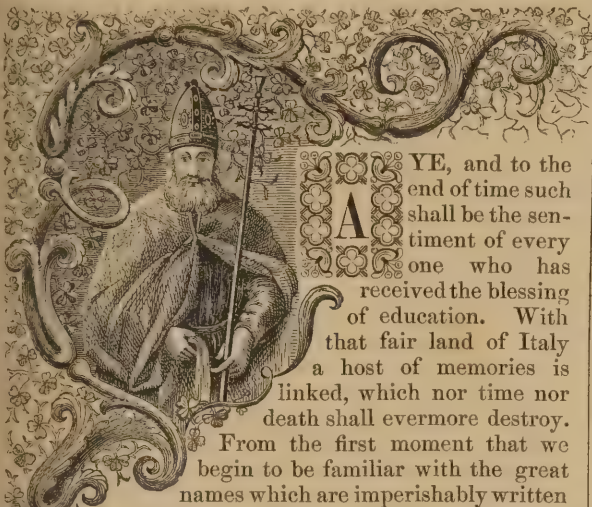 AYE, and to the
end of time such
shall be the sen-
timent of every
one who has
received the blessing
of education. With
that fair land of Italy
a host of memories is
linked, which nor time nor
death shall evermore destroy.
From the first moment that we
begin to be familiar with the great
names which are imperishably written